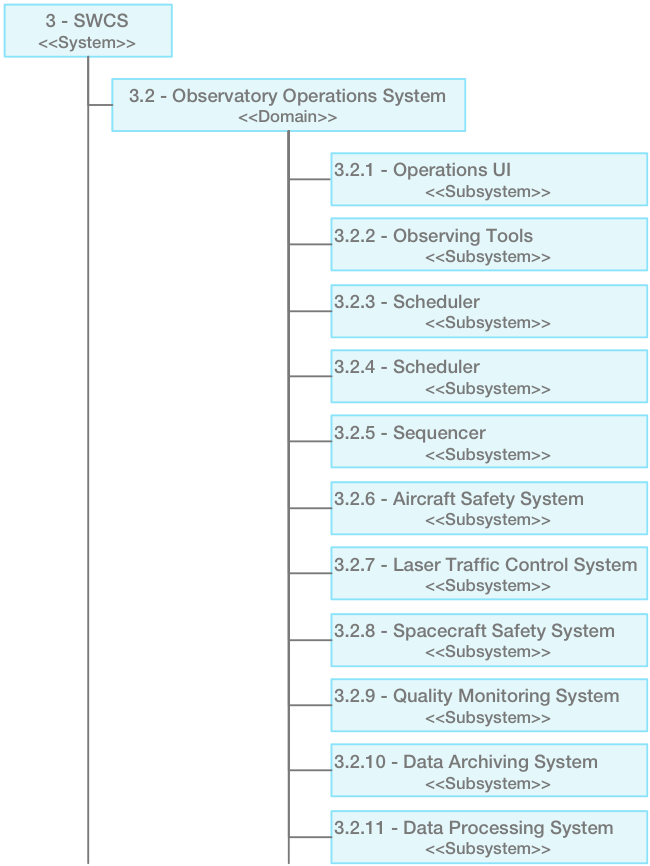 3 - SWCS
<<System>>
3.2 - Observatory Operations System
<<Domain>>
3.2.1 - Operations UI
<<Subsystem>>
3.2.2 - Observing Tools
<<Subsystem>>
3.2.3 - Scheduler
<<Subsystem>>
3.2.4 - Scheduler
<<Subsystem>>
3.2.5 - Sequencer
<<Subsystem>>
3.2.6 - Aircraft Safety System
<<Subsystem>>
3.2.7 - Laser Traffic Control System
<<Subsystem>>
3.2.8 - Spacecraft Safety System
<<Subsystem>>
3.2.9 - Quality Monitoring System
<<Subsystem>>
3.2.10 - Data Archiving System
<<Subsystem>>
3.2.11 - Data Processing System
<<Subsystem>>